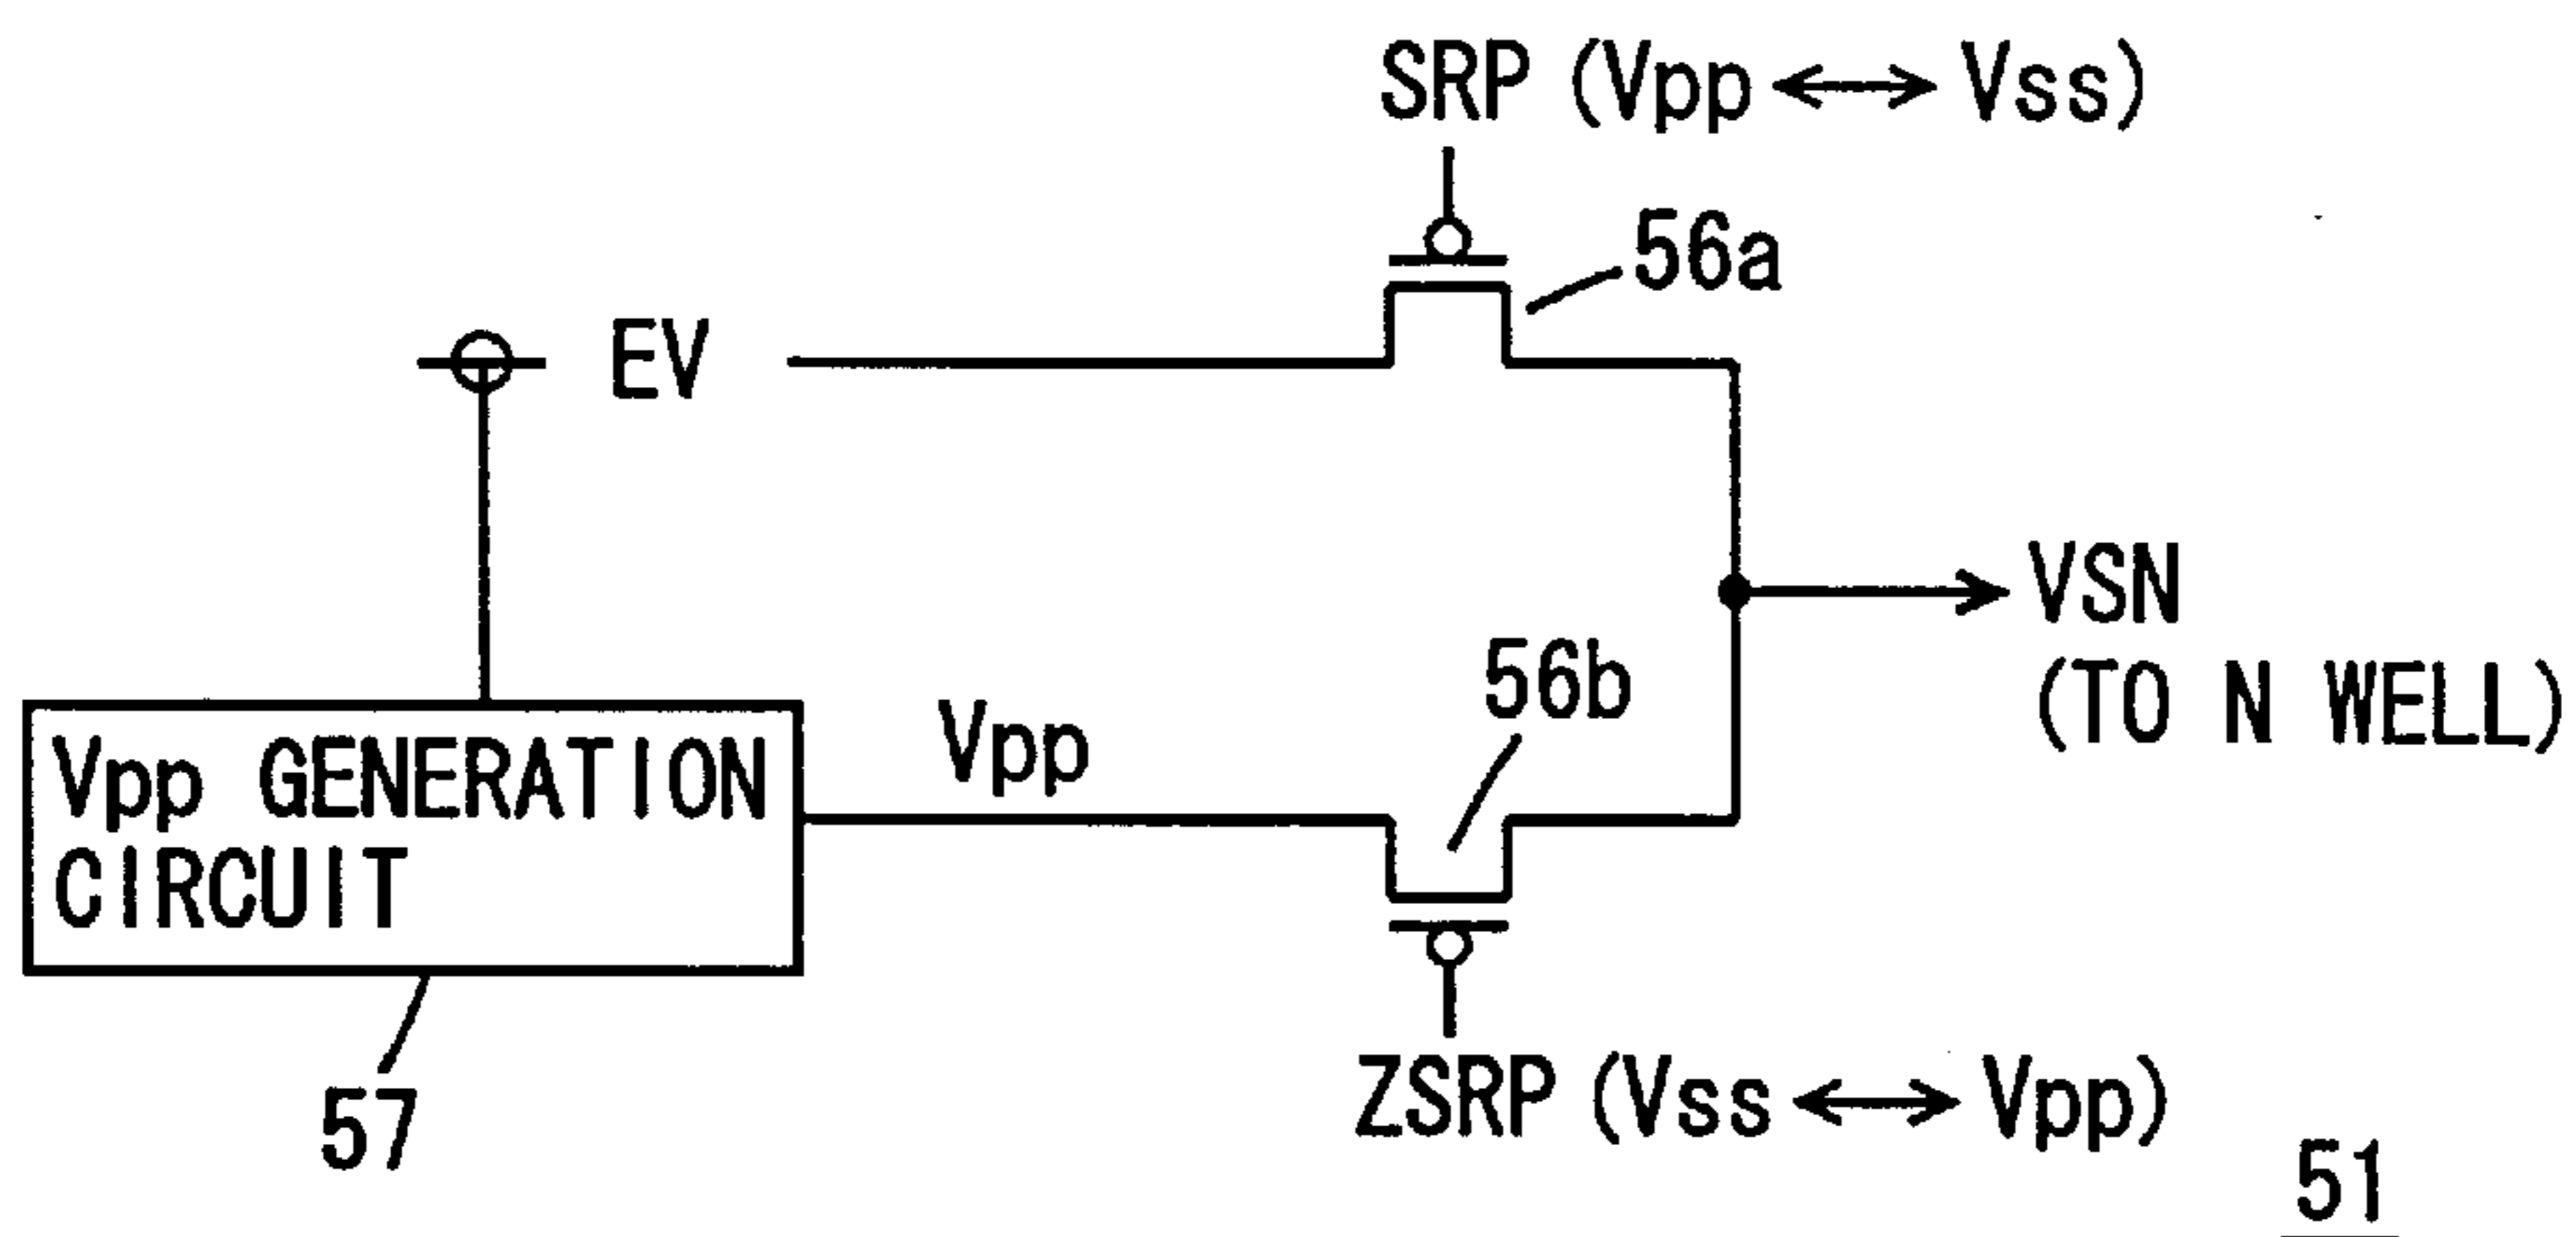 SRP (Vpp ↔ Vss)
56a
EV
VSN
(TO N WELL)
56b
Vpp
Vpp GENERATION
CIRCUIT
57
ZSRP (Vss ↔ Vpp)
51